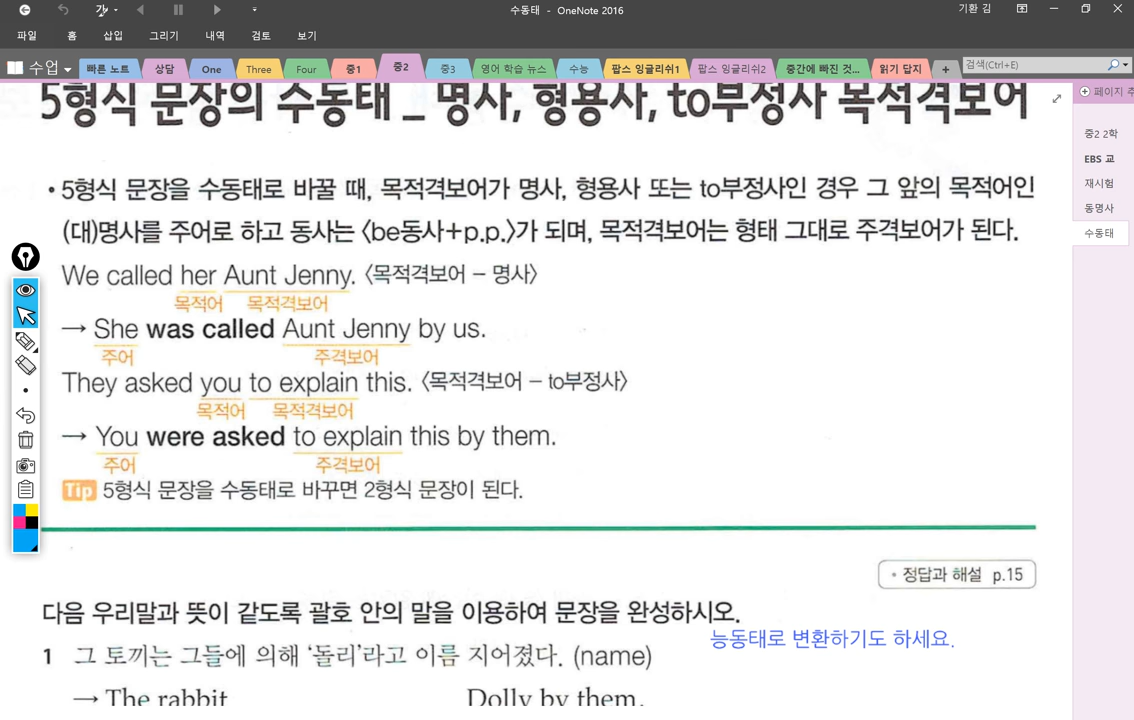 수동태 - OneNote 2016
기환 김
파일 홈 삽입 그리기 내역 검토 보기
수업 빠른 노트 상담 One Three Four 중1 중2 중3 영어 학습 뉴스 수능 팝스 잉글리쉬1 팝스 잉글리쉬2 중간에 빠진 것... 읽기 답지 + 검색(Ctrl+E)
페이지 추
중2 2학
EBS 교
재시험
동명사
수동태
5형식 문장의 수동태 _ 명사, 형용사, to부정사 목적격보어
• 5형식 문장을 수동태로 바꿀 때, 목적격보어가 명사, 형용사 또는 to부정사인 경우 그 앞의 목적어인
(대)명사를 주어로 하고 동사는 〈be동사+p.p.〉가 되며, 목적격보어는 형태 그대로 주격보어가 된다.
We called her Aunt Jenny. 〈목적격보어 – 명사〉
목적어 목적격보어
→ She was called Aunt Jenny by us.
주어 주격보어
They asked you to explain this. 〈목적격보어 – to부정사〉
목적어 목적격보어
→ You were asked to explain this by them.
주어 주격보어
Tip 5형식 문장을 수동태로 바꾸면 2형식 문장이 된다.
• 정답과 해설 p.15
다음 우리말과 뜻이 같도록 괄호 안의 말을 이용하여 문장을 완성하시오.
능동태로 변환하기도 하세요.
1 그 토끼는 그들에 의해 ‘돌리’라고 이름 지어졌다. (name)
→ The rabbit Dolly by them.